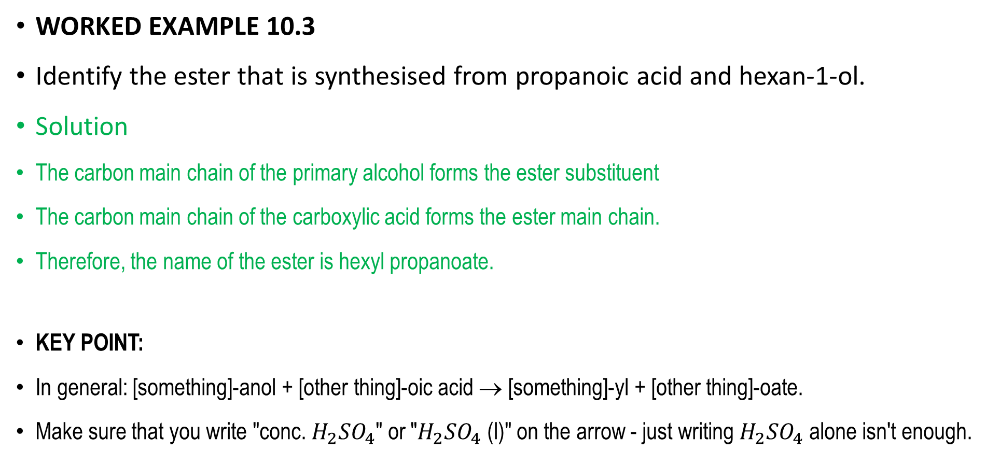 • WORKED EXAMPLE 10.3
• Identify the ester that is synthesised from propanoic acid and hexan-1-ol.
• Solution
• The carbon main chain of the primary alcohol forms the ester substituent
• The carbon main chain of the carboxylic acid forms the ester main chain.
• Therefore, the name of the ester is hexyl propanoate.
• KEY POINT:
• In general: [something]-anol + [other thing]-oic acid → [something]-yl + [other thing]-oate.
• Make sure that you write "conc. H₂SO₄" or "H₂SO₄ (l)" on the arrow - just writing H₂SO₄ alone isn't enough.